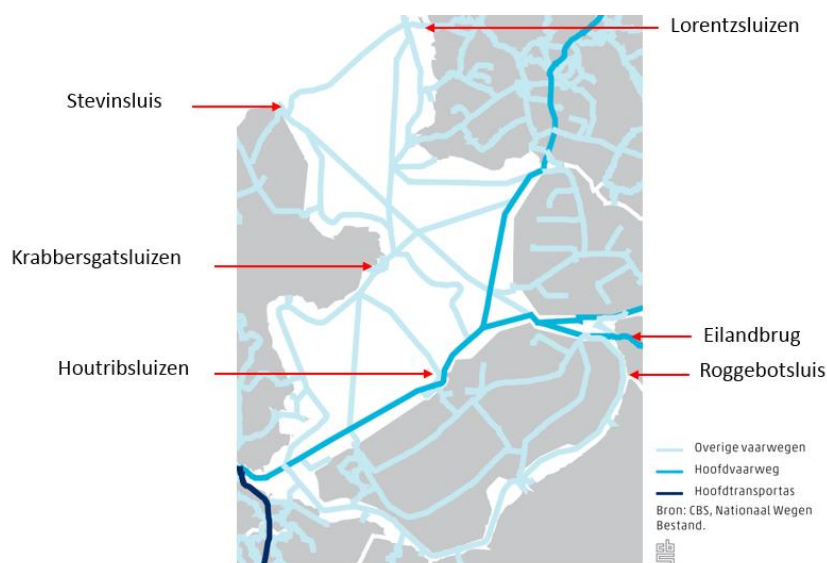 Lorentzsluizen
Stevinsluis
Krabbersgatsluizen
Eilandbrug
Houtribsluizen
Roggebotsluis
Overige vaarwegen
Hoofdvaarweg
Hoofdtransportas
Bron: CBS, Nationaal Wegen
Bestand.